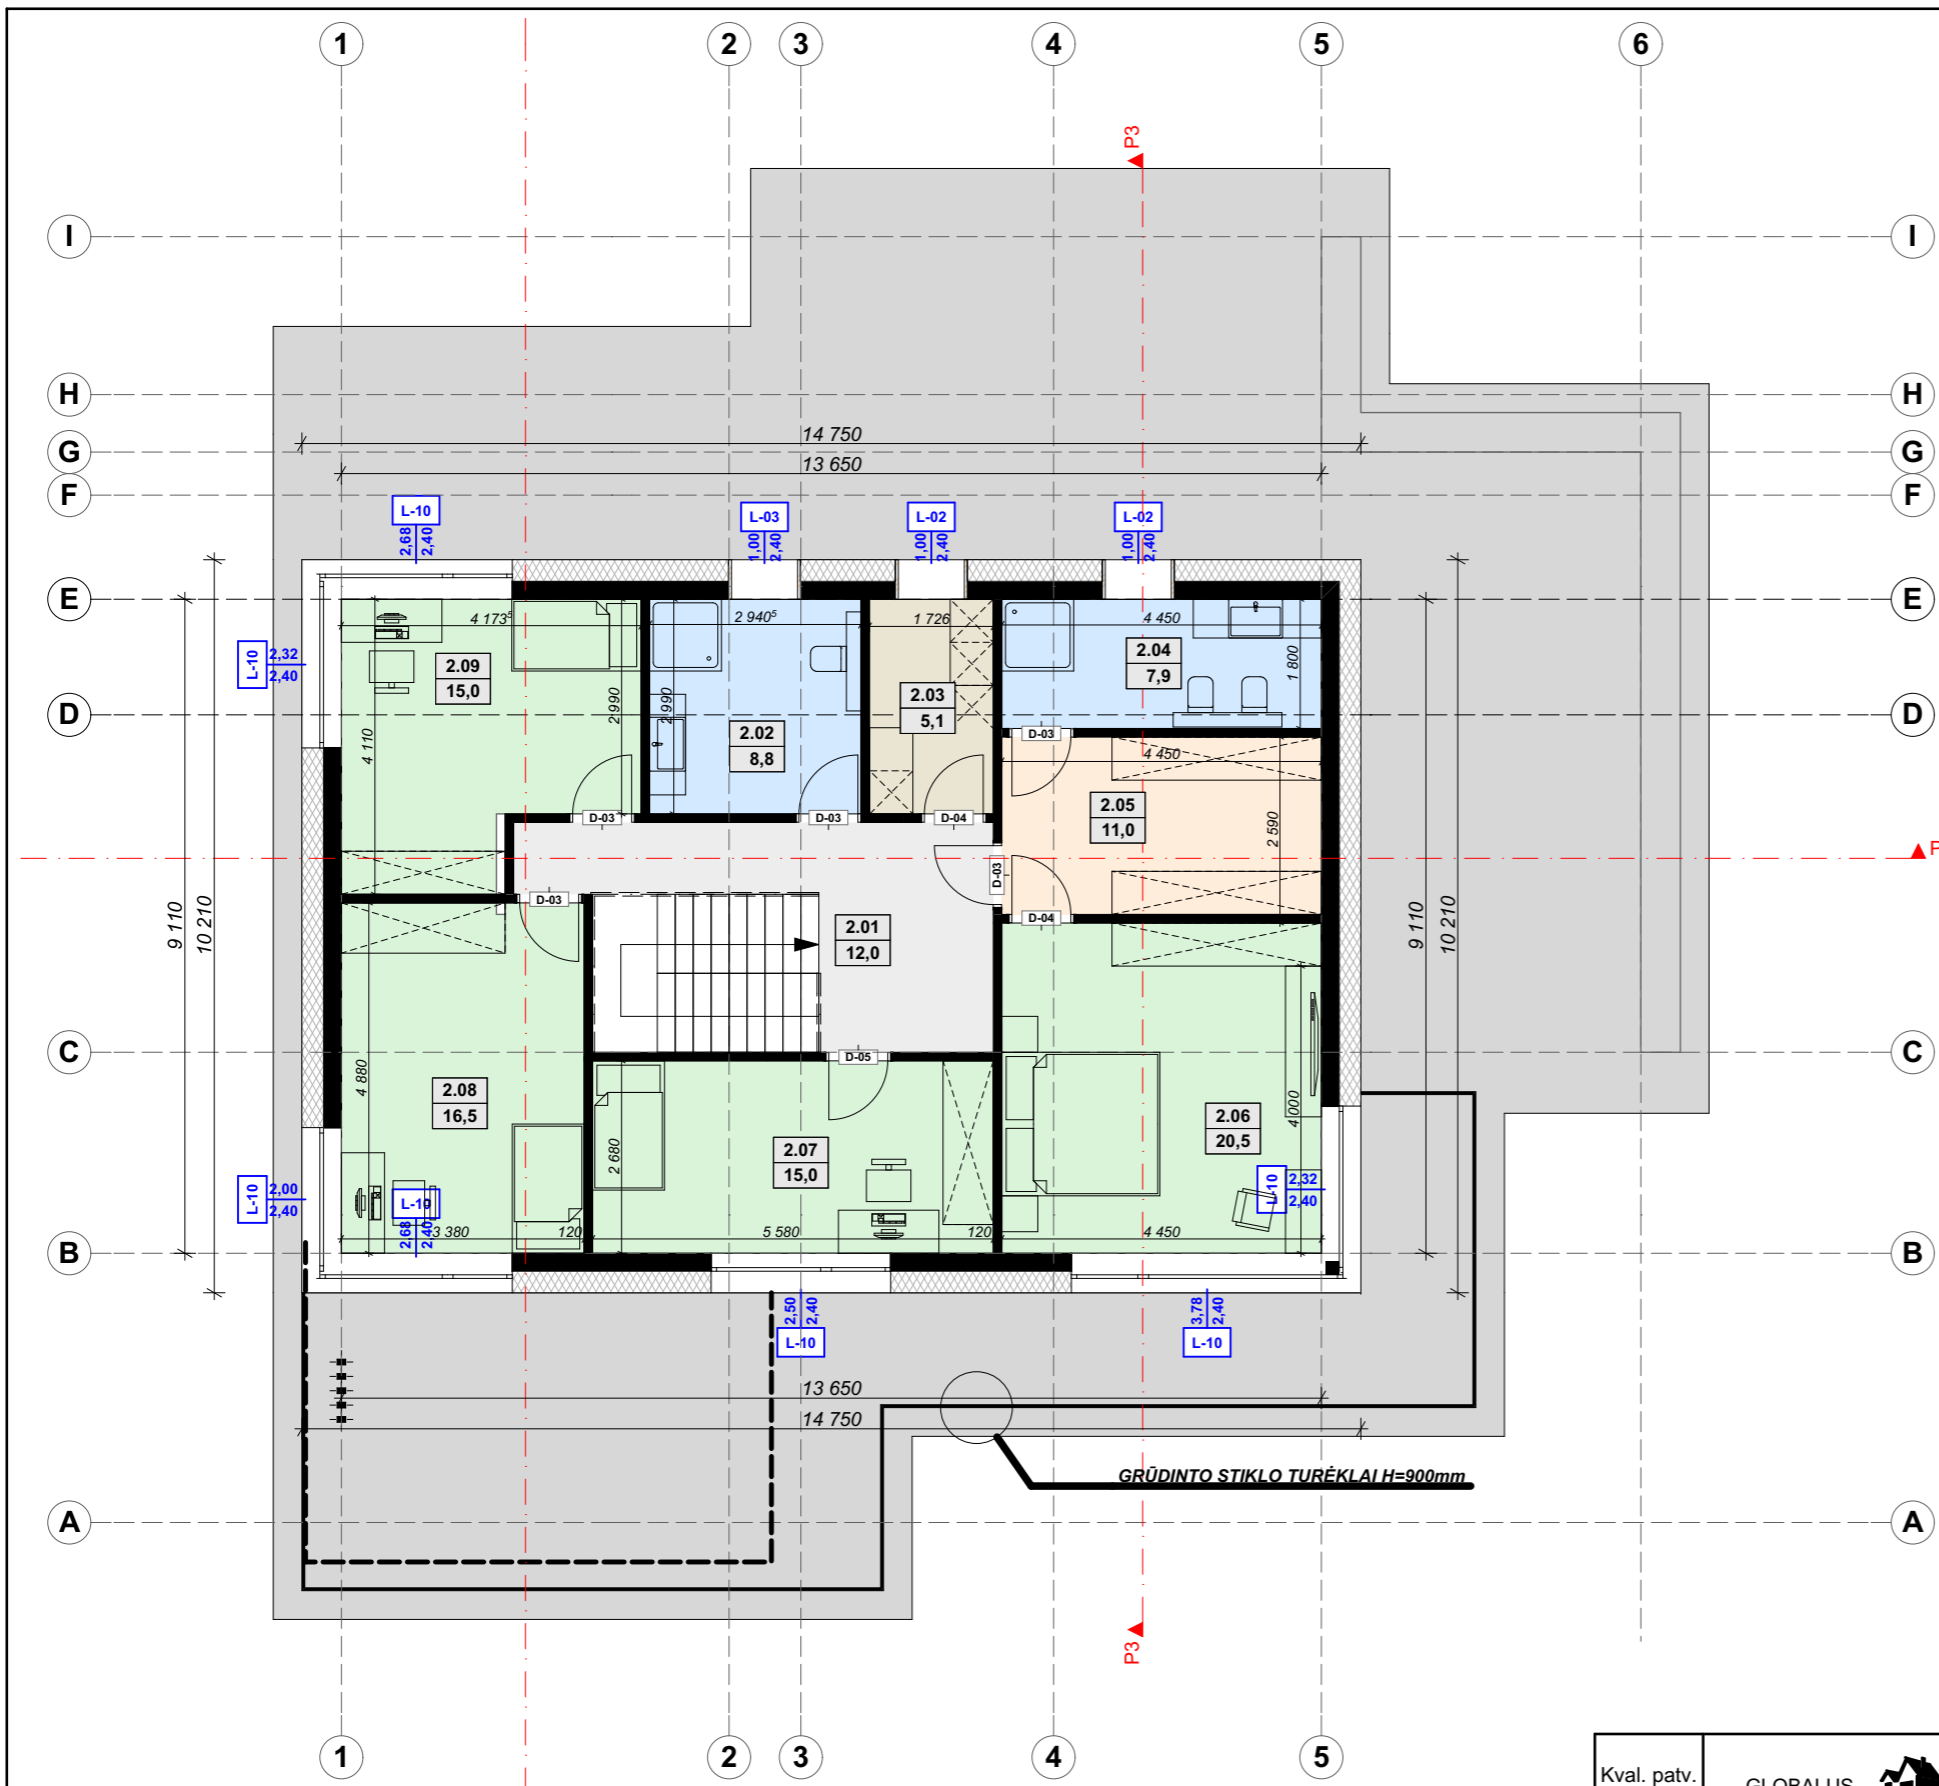 1 2 3 4 5 6
P3
I I
H H
14 750
G G
13 650
F F
L-10 L-03 L-02 L-02
2,68 2,40 1,00 2,40 1,00 2,40 1,00 2,40
E E
4 173⁵ 2 940⁵ 1 726 4 450
L-10 2,32 2,40
2.09
15,0
2.04
7,9
1 800
2.03
5,1
2 990 2 990
D D
2.02
8,8
4 110
D-03
4 450
2.05
11,0
2 590
D-03 D-03 D-04
P
D-03
D-03
D-04
2.01
12,0
9 110 10 210
9 110 10 210
C C
D-05
4 880
2.08
16,5
2.07
15,0
2 680
2.06
20,5
4 000
L-10 2,00 2,40
L-10
2,68 2,40
L-10 2,32 2,40
3 380 120 5 580 120 4 450
B B
2,50 2,40
L-10
3,78 2,40
L-10
13 650
14 750
GRŪDINTO STIKLO TURĖKLAI H=900mm
A A
P3
1 2 3 4 5
Kval. patv.
GLOBALUS